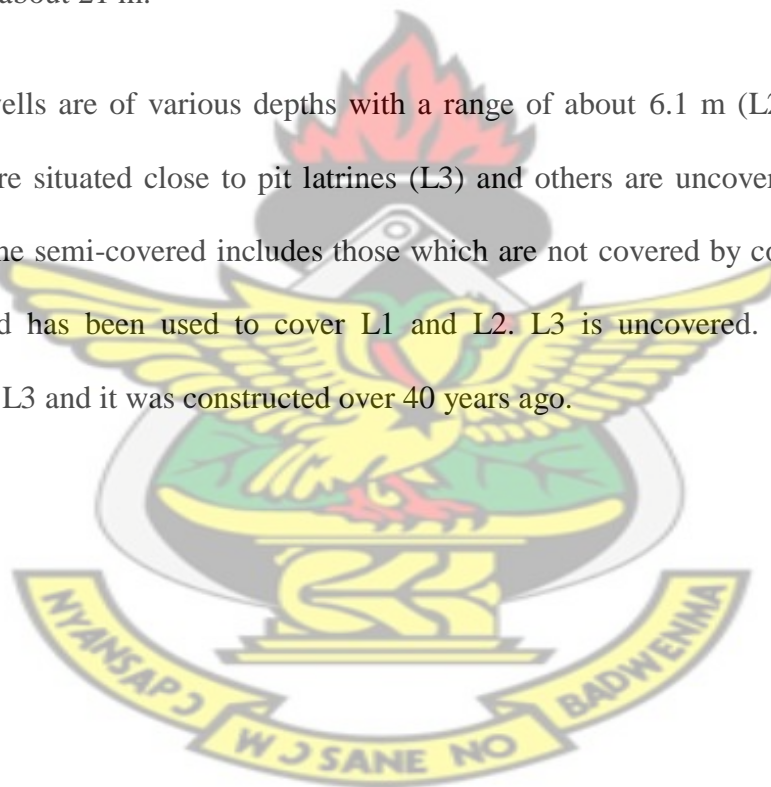 about 21 m.
wells are of various depths with a range of about 6.1 m (L2
re situated close to pit latrines (L3) and others are uncover
he semi-covered includes those which are not covered by co
d has been used to cover L1 and L2. L3 is uncovered.
L3 and it was constructed over 40 years ago.
NYANSAPƆ
WƆSANE NO
BADWENMA